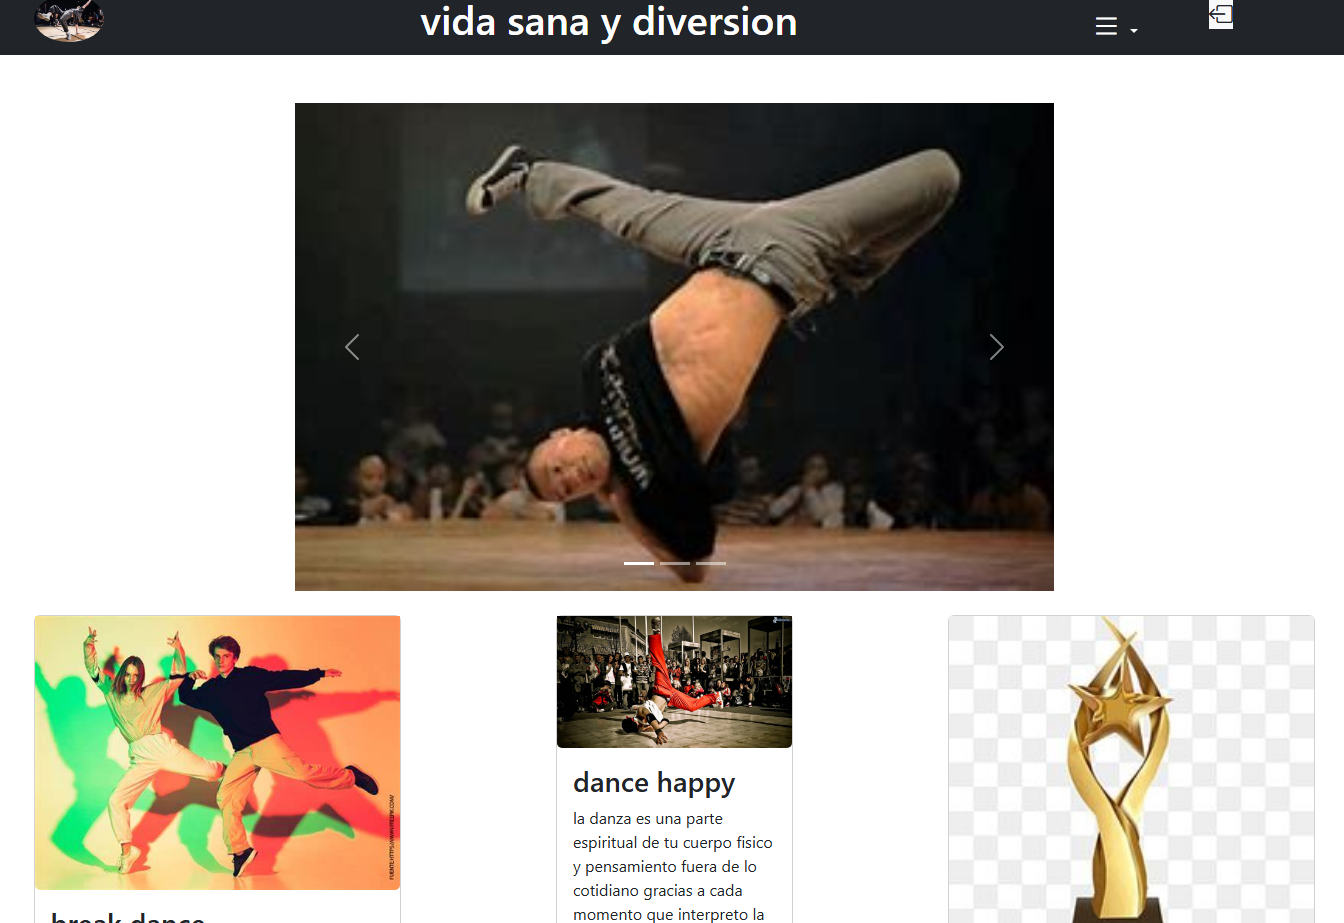 vida sana y diversion
dance happy
la danza es una parte
espiritual de tu cuerpo fisico
y pensamiento fuera de lo
cotidiano gracias a cada
momento que interpreto la
break dance